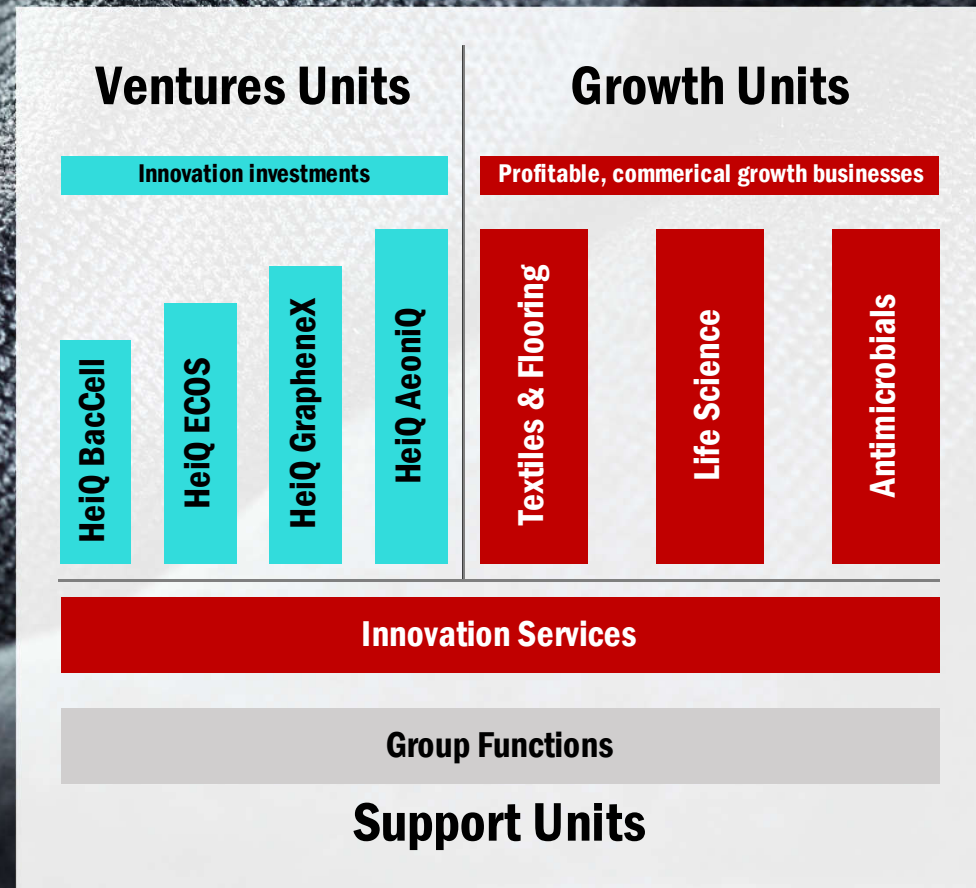 Ventures Units
Innovation investments
HeiQ BacCell
HeiQ ECOS
HeiQ GrapheneX
HeiQ AeoniQ
Growth Units
Profitable, commerical growth businesses
Textiles & Flooring
Life Science
Antimicrobials
Innovation Services
Group Functions
Support Units